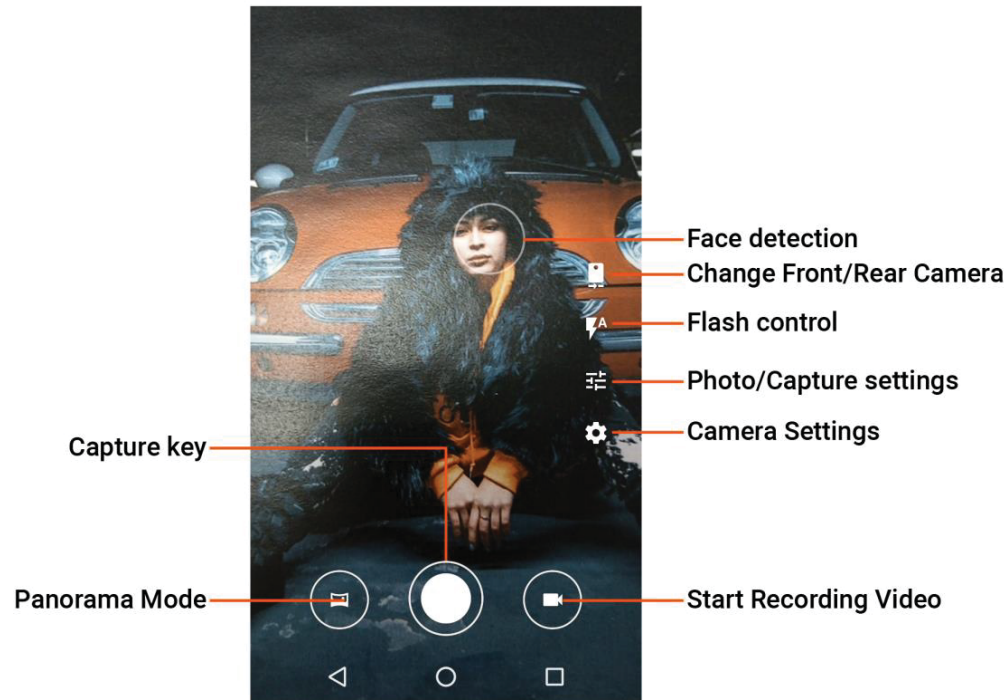 Face detection
Change Front/Rear Camera
A
Flash control
Photo/Capture settings
Camera Settings
Capture key
Panorama Mode
Start Recording Video